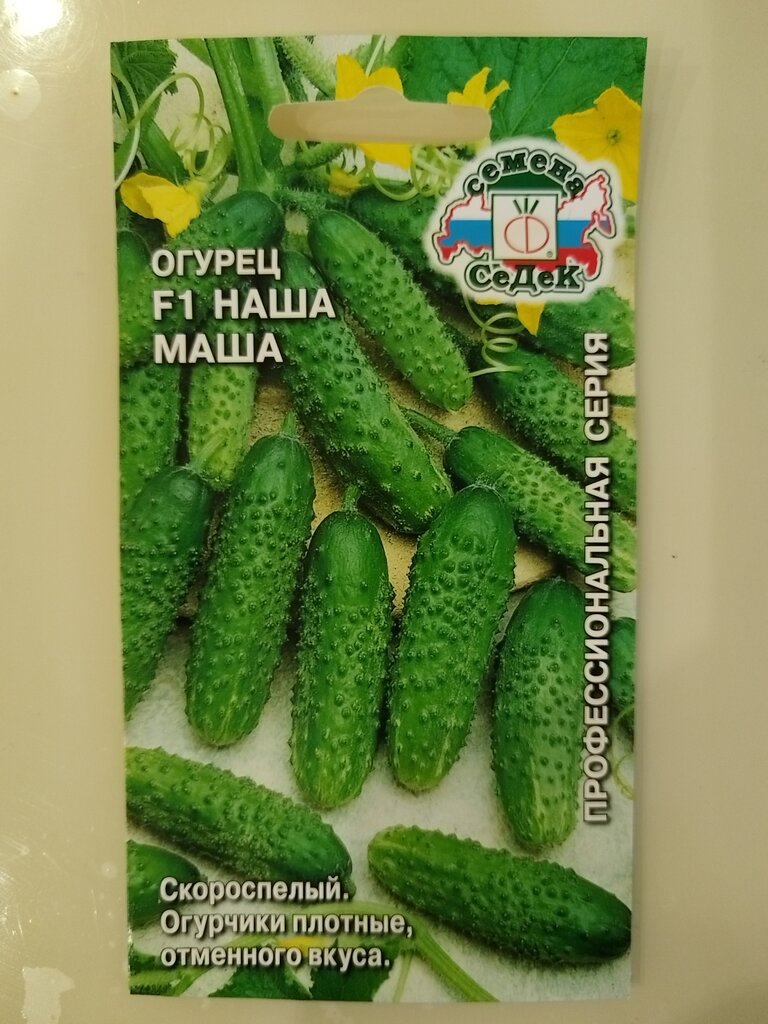 семена
СеДеК
ОГУРЕЦ
F1 НАША
МАША
ПРОФЕССИОНАЛЬНАЯ СЕРИЯ
Скороспелый.
Огурчики плотные,
отменного вкуса.